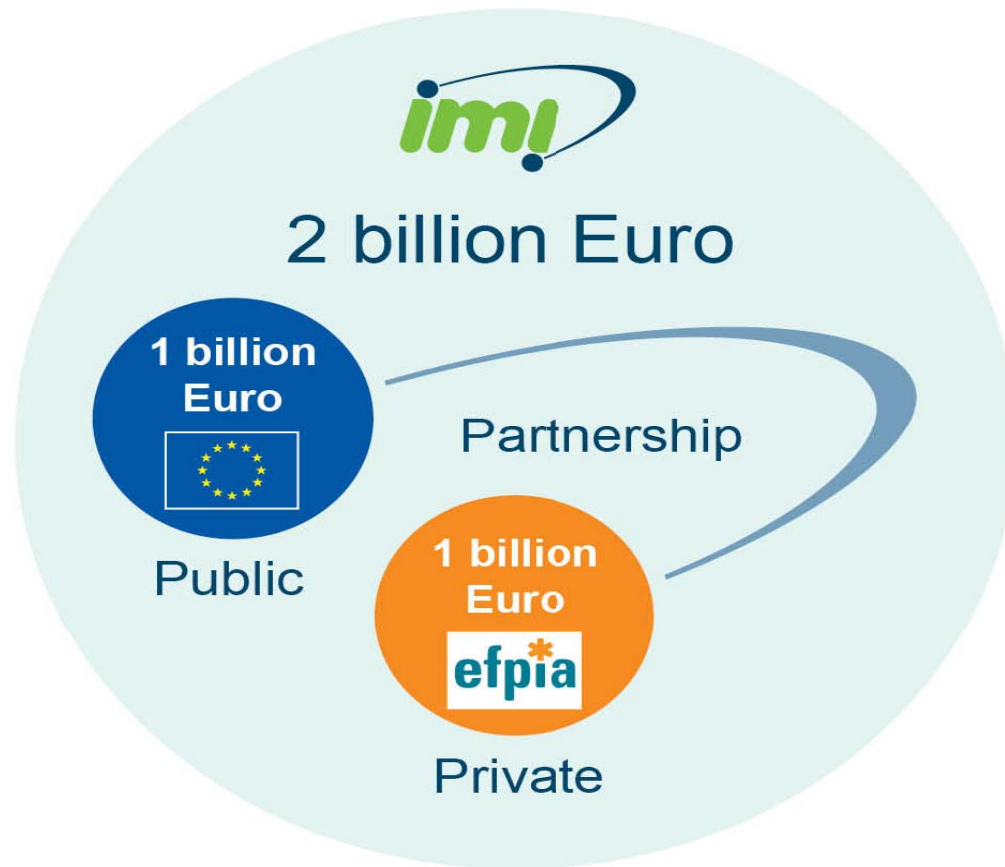 imi
2 billion Euro
1 billion
Euro
Public
Partnership
1 billion
Euro
efpia
Private